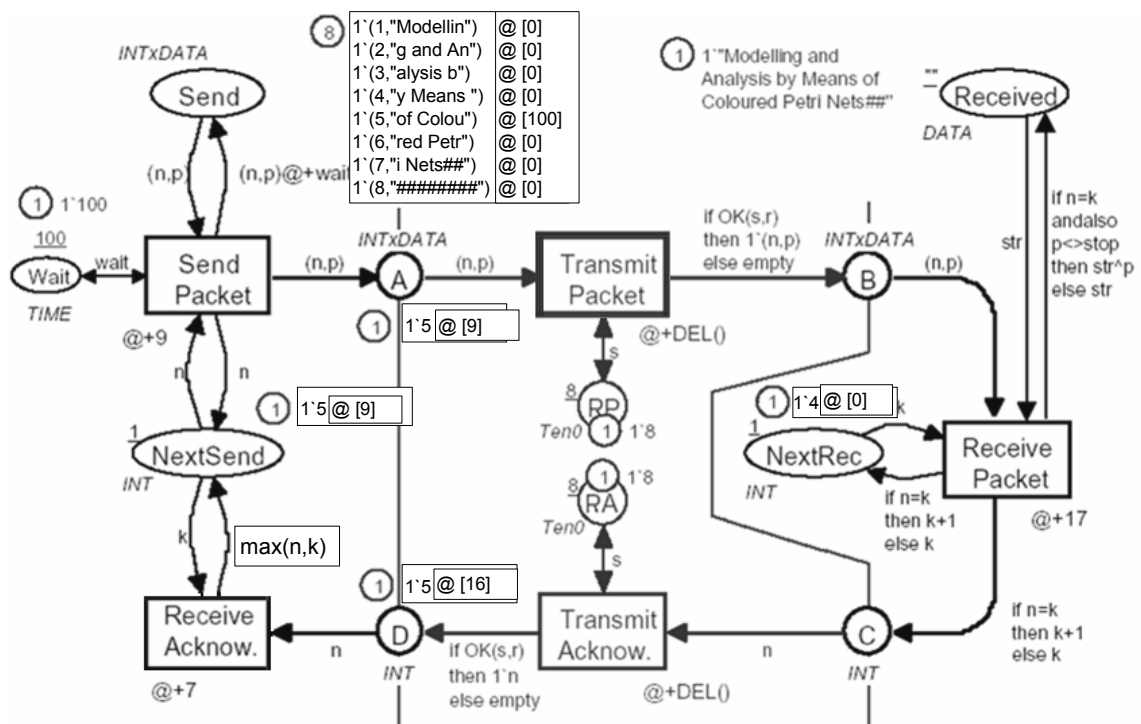 8
1`(1,"Modellin") @ [0]
1`(2,"g and An") @ [0]
1`(3,"alysis b") @ [0]
1`(4,"y Means ") @ [0]
1`(5,"of Colou") @ [100]
1`(6,"red Petr") @ [0]
1`(7,"i Nets##") @ [0]
1`(8,"########") @ [0]
1
1`"Modelling and
Analysis by Means of
Coloured Petri Nets##"
INTxDATA
Send
""
Received
DATA
(n,p)
(n,p)@+wait
1
1`100
100
Wait
TIME
wait
Send
Packet
@+9
(n,p)
INTxDATA
A
(n,p)
1
1`5 @ [9]
Transmit
Packet
@+DEL()
if OK(s,r)
then 1`(n,p)
else empty
INTxDATA
B
(n,p)
str
if n=k
andalso
p<>stop
then str^p
else str
n
n
1
1`5 @ [9]
1
NextSend
INT
s
8
RP
Ten0
1
1`8
1
1`8
8
RA
Ten0
s
1
1`4 @ [0]
k
1
NextRec
INT
if n=k
then k+1
else k
Receive
Packet
@+17
k
max(n,k)
1
1`5 @ [16]
Receive
Acknow.
@+7
n
D
INT
if OK(s,r)
then 1`n
else empty
Transmit
Acknow.
@+DEL()
n
C
INT
if n=k
then k+1
else k